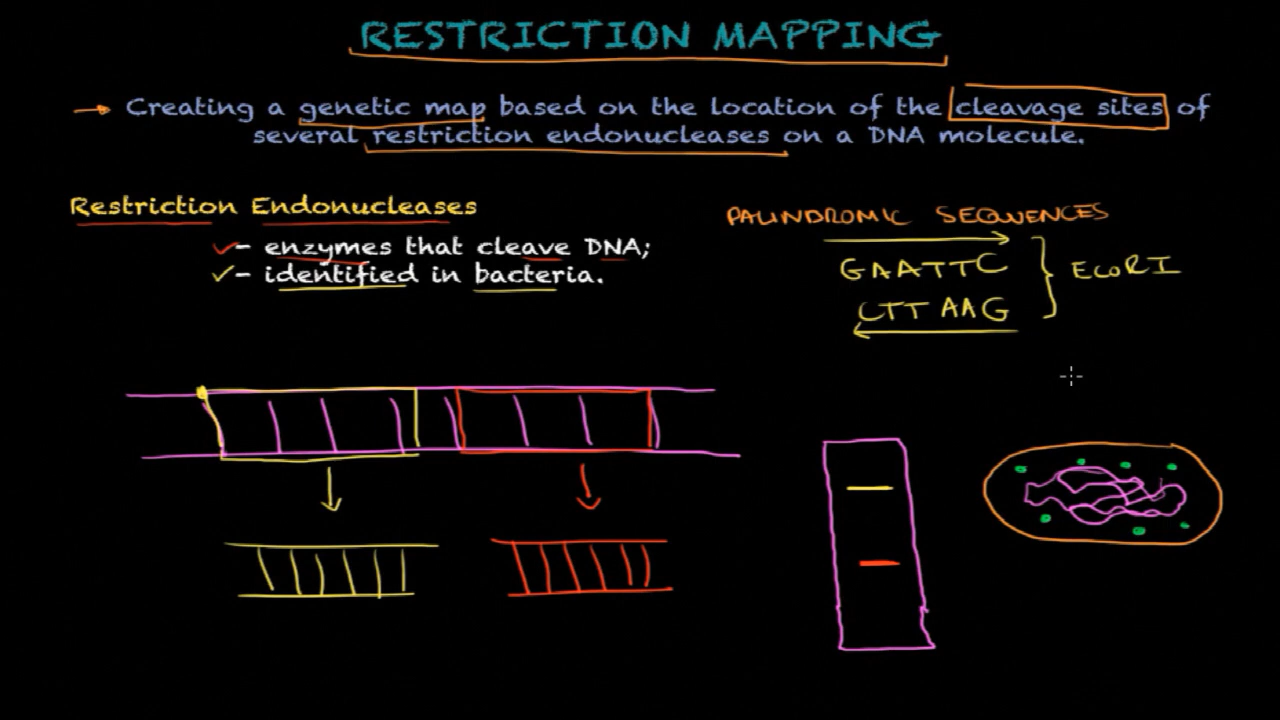 RESTRICTION MAPPING
Creating a genetic map based on the location of the cleavage sites of
several restriction endonucleases on a DNA molecule.
Restriction Endonucleases
- enzymes that cleave DNA;
- identified in bacteria.
PALINDROMIC SEQUENCES
GAATTC
CTTAAG
ECORI